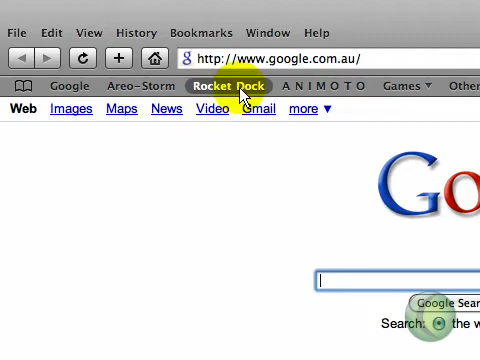 File Edit View History Bookmarks Window Help
http://www.google.com.au/
Google Areo-Storm Rocket Dock A N I M O T O Games ▼ Other
Web Images Maps News Video Gmail more ▼
Go
Google Sear
Search: the w